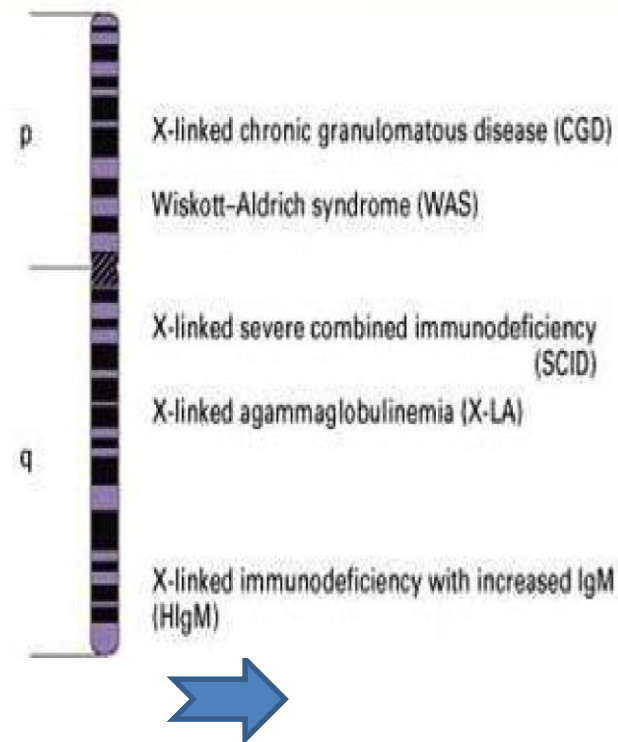 p
X-linked chronic granulomatous disease (CGD)
Wiskott–Aldrich syndrome (WAS)
X-linked severe combined immunodeficiency
(SCID)
X-linked agammaglobulinemia (X-LA)
q
X-linked immunodeficiency with increased IgM
(HIgM)